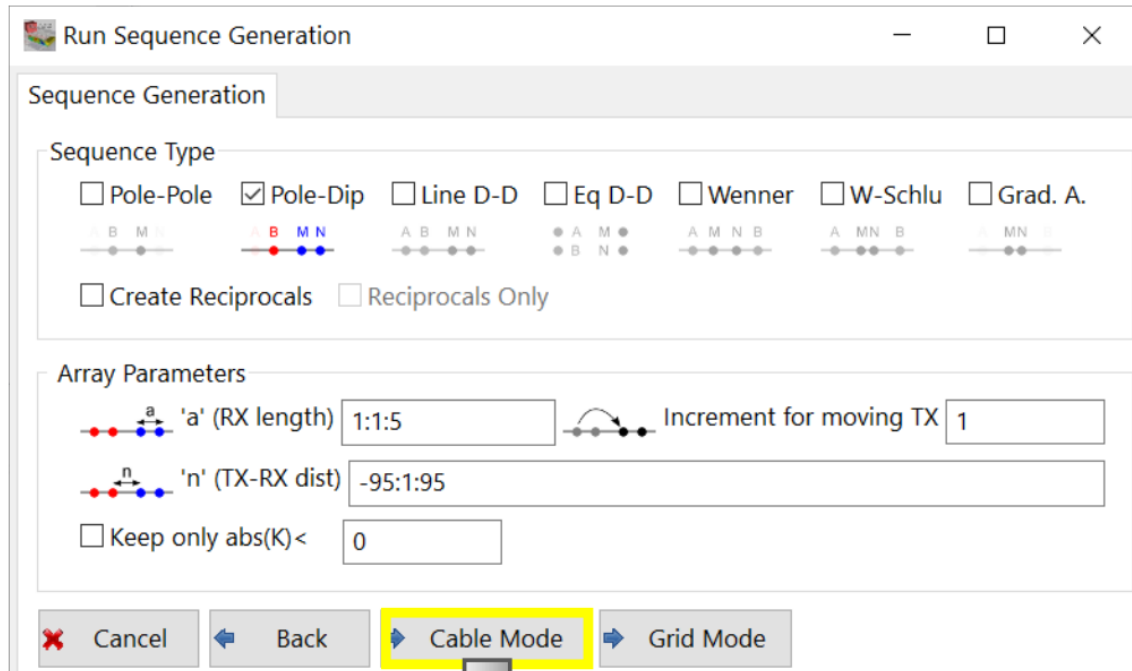 Run Sequence Generation
Sequence Generation
Sequence Type
Pole-Pole Pole-Dip Line D-D Eq D-D Wenner W-Schlu Grad. A.
A B M N A B M N A B M N A M A M N B A MN B A MN B
B N
Create Reciprocals Reciprocals Only
Array Parameters
a 'a' (RX length) 1:1:5 Increment for moving TX 1
n 'n' (TX-RX dist) -95:1:95
Keep only abs(K)< 0
Cancel Back Cable Mode Grid Mode